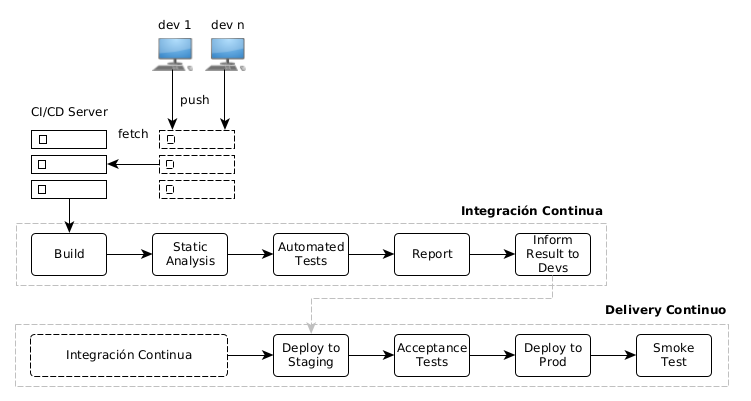 dev 1
dev n
push
CI/CD Server
fetch
Integración Continua
Build
Static
Analysis
Automated
Tests
Report
Inform
Result to
Devs
Delivery Continuo
Integración Continua
Deploy to
Staging
Acceptance
Tests
Deploy to
Prod
Smoke
Test